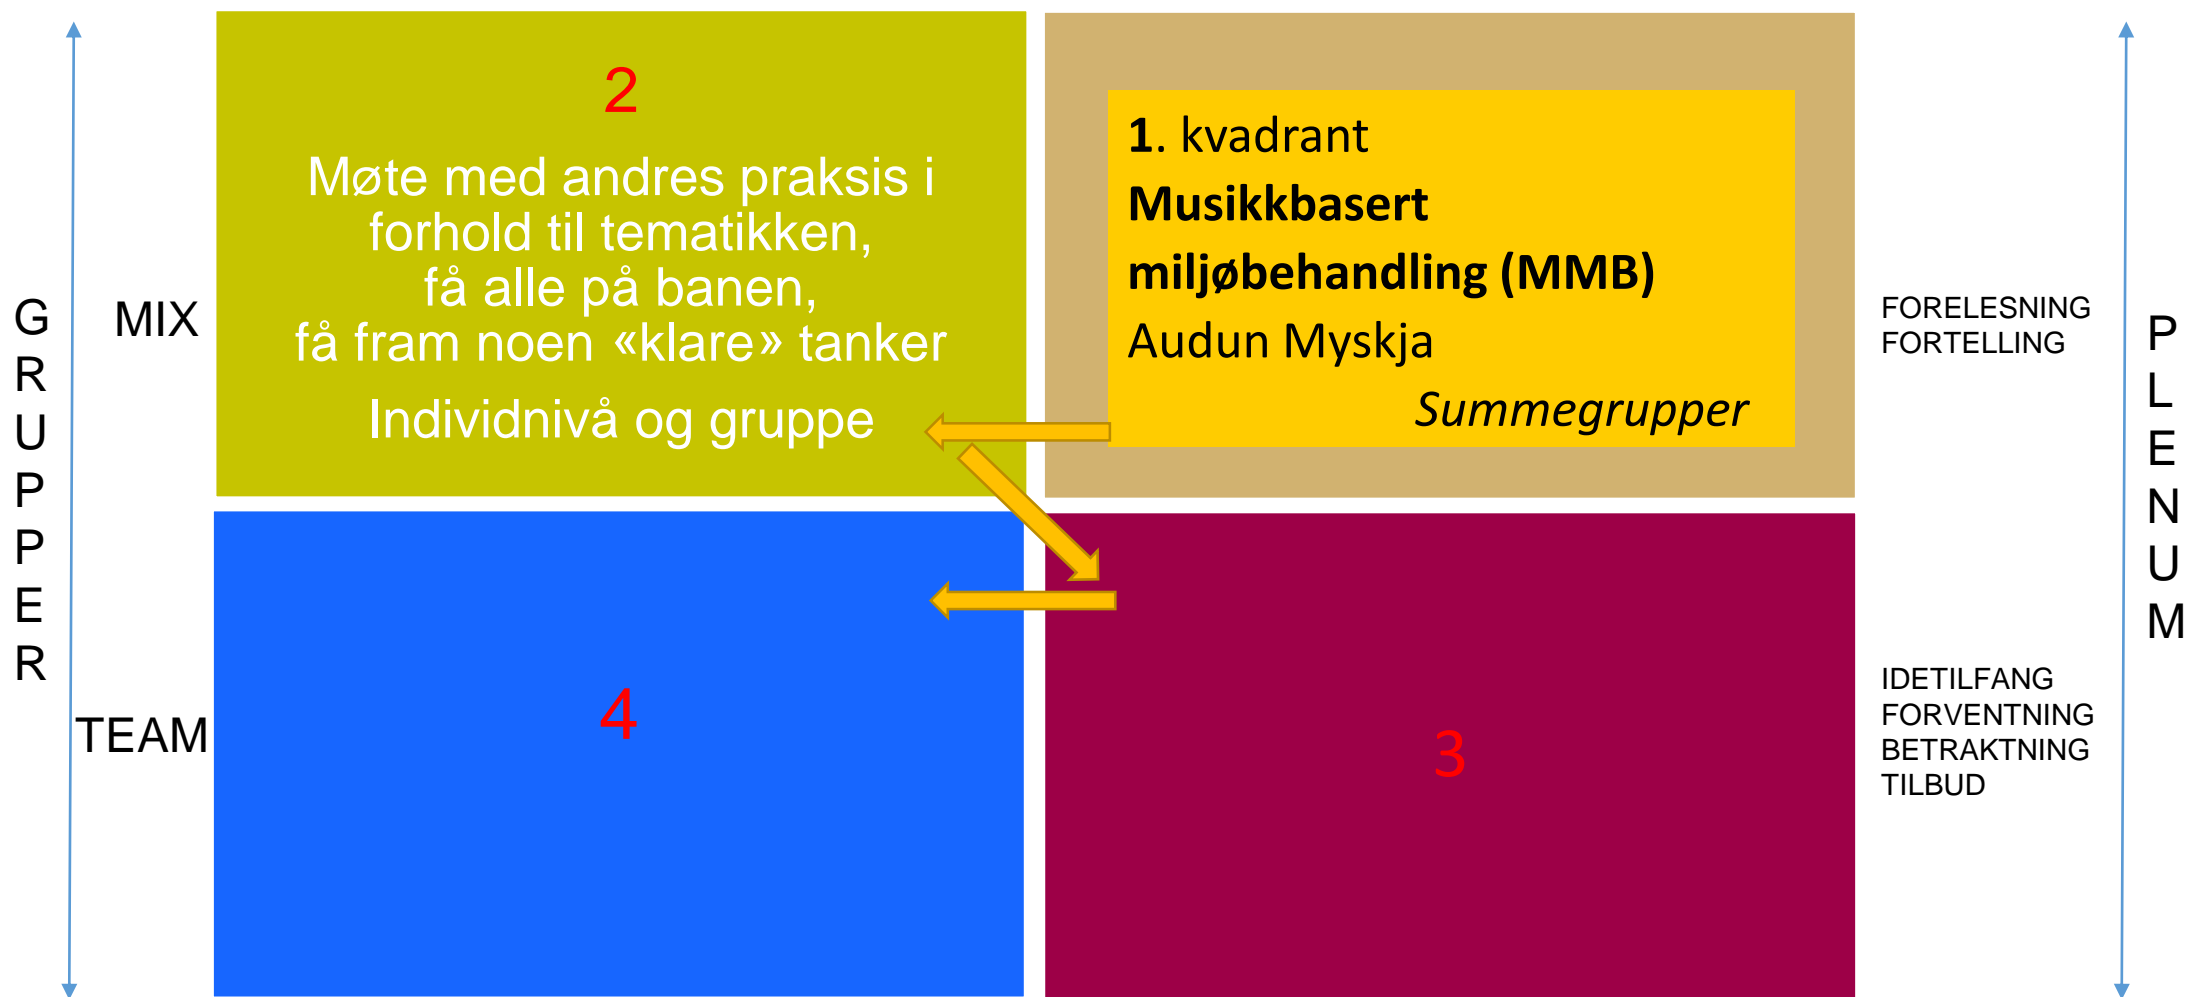 GRUPPER
MIX
TEAM
2
Møte med andres praksis i
forhold til tematikken,
få alle på banen,
få fram noen «klare» tanker
Individnivå og gruppe
1. kvadrant
Musikkbasert
miljøbehandling (MMB)
Audun Myskja
Summegrupper
4
3
FORELESNING
FORTELLING
IDETILFANG
FORVENTNING
BETRAKTNING
TILBUD
PLENUM